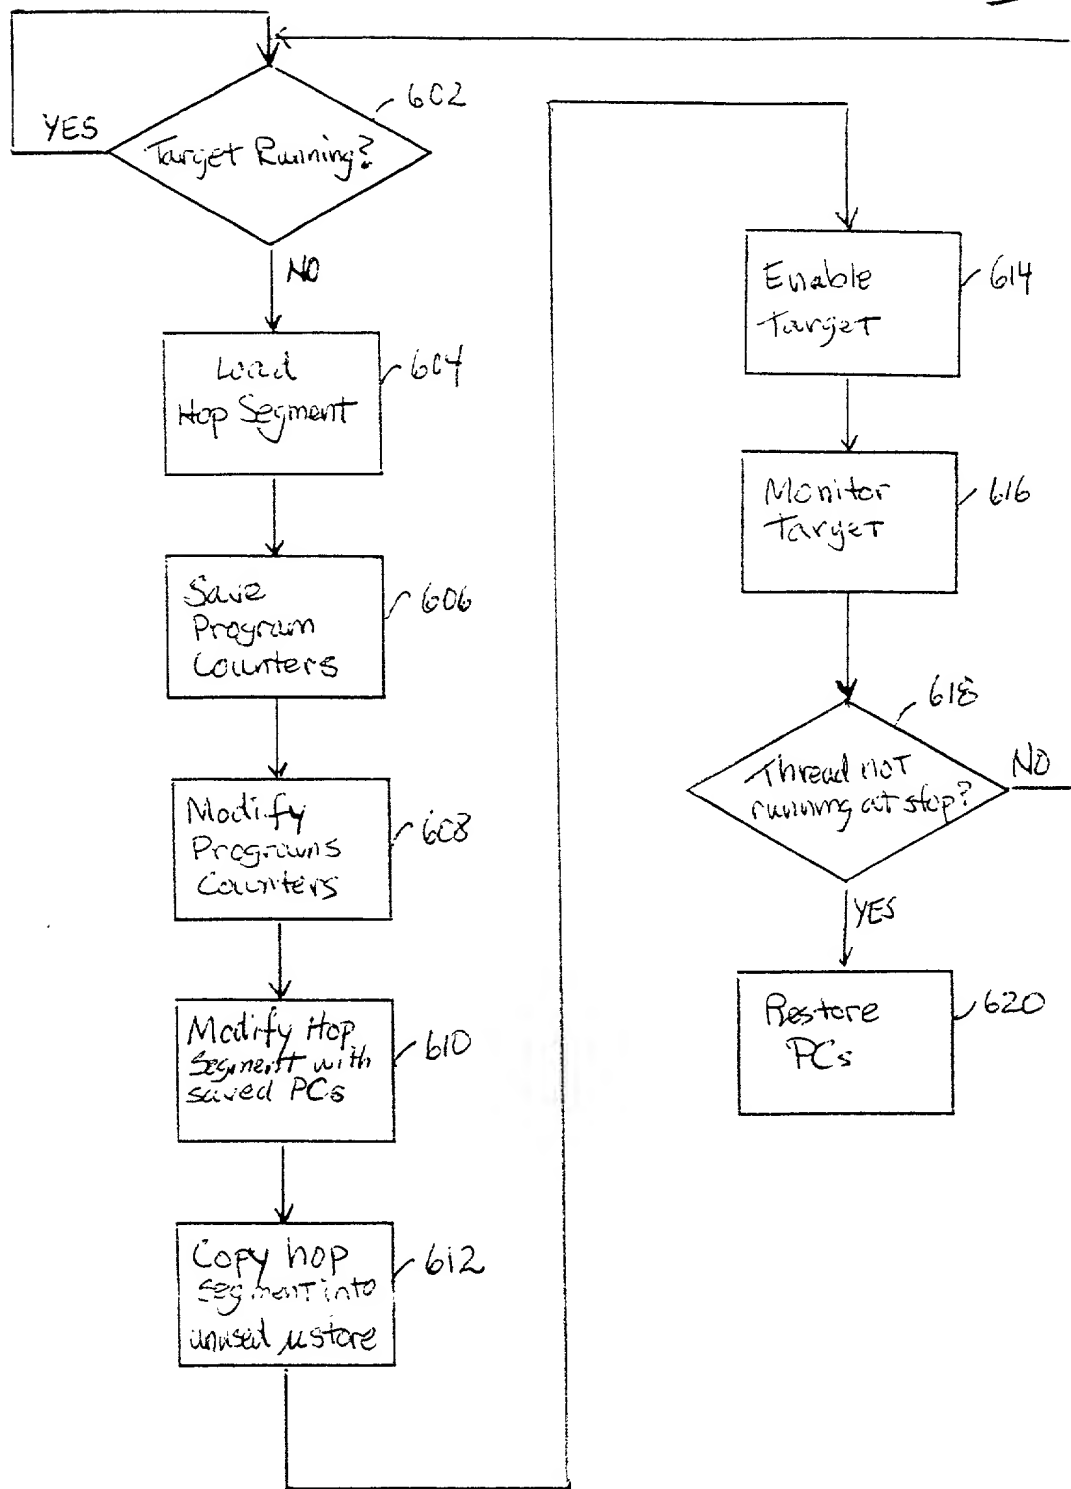 602
YES
Target Running?
NO
Load
Hop Segment
604
Save
Program
Counters
606
Modify
Programs
Counters
608
Modify Hop
segment with
saved PCs
610
Copy hop
segment into
unused µstore
612
Enable
Target
614
Monitor
Target
616
618
Thread not
running at stop?
NO
YES
Restore
PCs
620